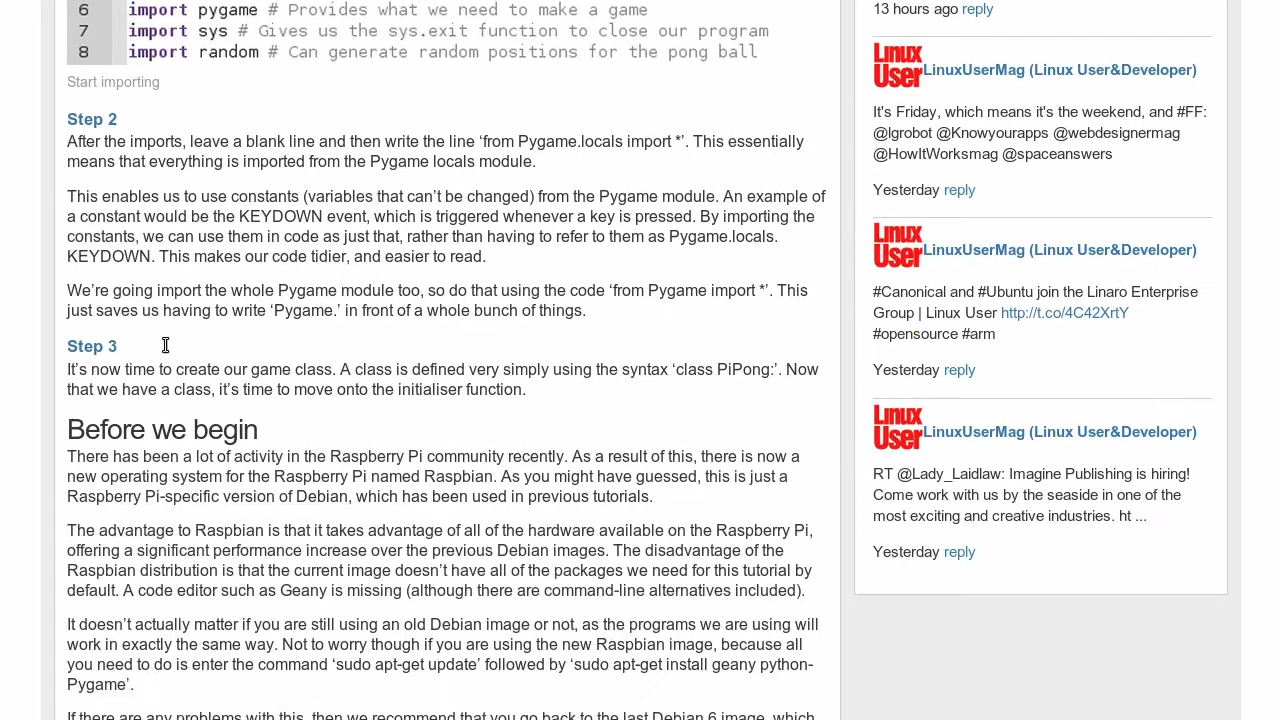 6 import pygame # Provides what we need to make a game
7 import sys # Gives us the sys.exit function to close our program
8 import random # Can generate random positions for the pong ball
Start importing
Step 2
After the imports, leave a blank line and then write the line ‘from Pygame.locals import *’. This essentially
means that everything is imported from the Pygame locals module.
This enables us to use constants (variables that can’t be changed) from the Pygame module. An example of
a constant would be the KEYDOWN event, which is triggered whenever a key is pressed. By importing the
constants, we can use them in code as just that, rather than having to refer to them as Pygame.locals.
KEYDOWN. This makes our code tidier, and easier to read.
We’re going import the whole Pygame module too, so do that using the code ‘from Pygame import *’. This
just saves us having to write ‘Pygame.’ in front of a whole bunch of things.
Step 3
It’s now time to create our game class. A class is defined very simply using the syntax ‘class PiPong:’. Now
that we have a class, it’s time to move onto the initialiser function.
Before we begin
There has been a lot of activity in the Raspberry Pi community recently. As a result of this, there is now a
new operating system for the Raspberry Pi named Raspbian. As you might have guessed, this is just a
Raspberry Pi-specific version of Debian, which has been used in previous tutorials.
The advantage to Raspbian is that it takes advantage of all of the hardware available on the Raspberry Pi,
offering a significant performance increase over the previous Debian images. The disadvantage of the
Raspbian distribution is that the current image doesn’t have all of the packages we need for this tutorial by
default. A code editor such as Geany is missing (although there are command-line alternatives included).
It doesn’t actually matter if you are still using an old Debian image or not, as the programs we are using will
work in exactly the same way. Not to worry though if you are using the new Raspbian image, because all
you need to do is enter the command ‘sudo apt-get update’ followed by ‘sudo apt-get install geany python-
Pygame’.
If there are any problems with this, then we recommend that you go back to the last Debian 6 image, which
13 hours ago reply
Linux
User
LinuxUserMag (Linux User&Developer)
It's Friday, which means it's the weekend, and #FF:
@lgrobot @Knowyourapps @webdesignermag
@HowItWorksmag @spaceanswers
Yesterday reply
Linux
User
LinuxUserMag (Linux User&Developer)
#Canonical and #Ubuntu join the Linaro Enterprise
Group | Linux User http://t.co/4C42XrtY
#opensource #arm
Yesterday reply
Linux
User
LinuxUserMag (Linux User&Developer)
RT @Lady_Laidlaw: Imagine Publishing is hiring!
Come work with us by the seaside in one of the
most exciting and creative industries. ht ...
Yesterday reply